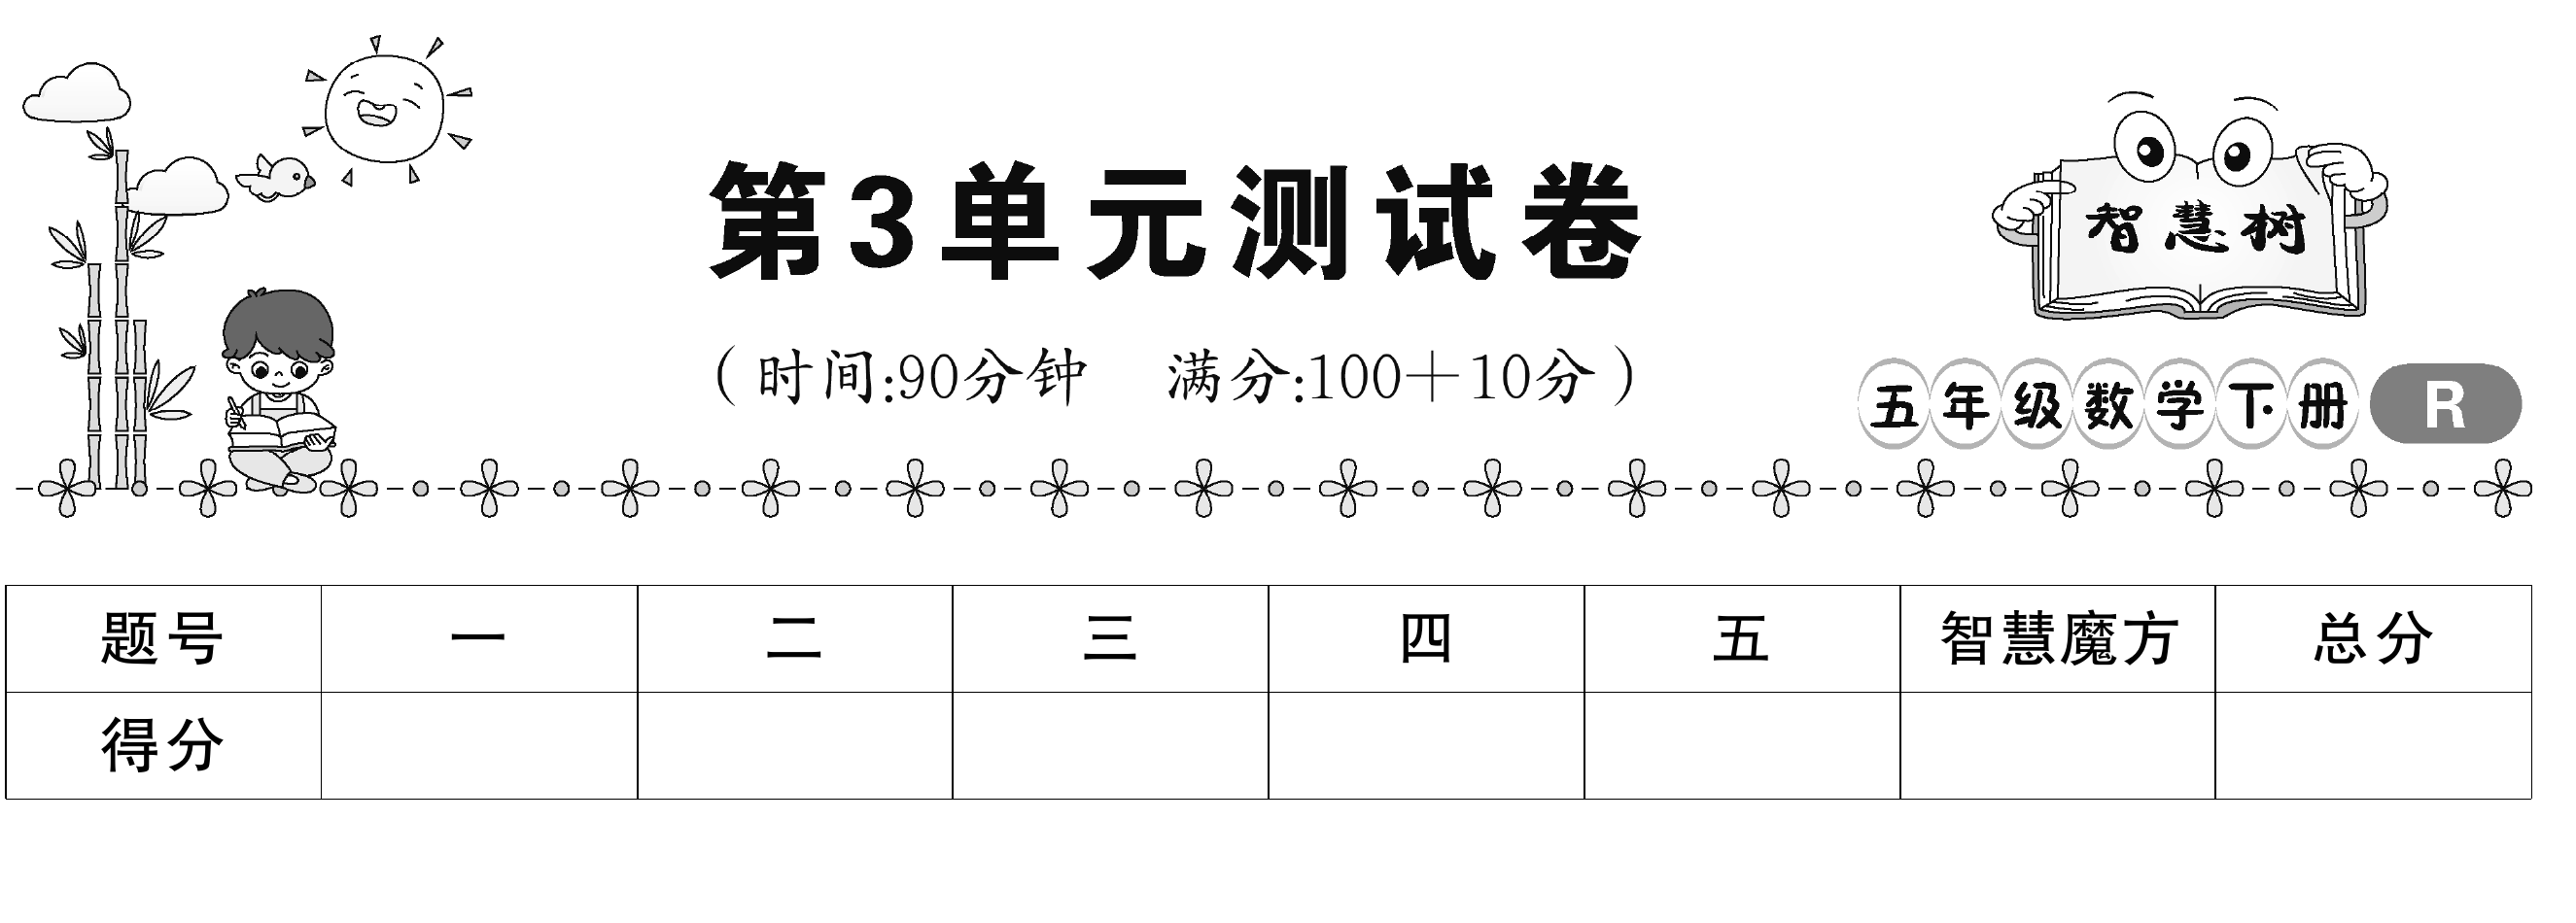 智慧树
第3单元测试卷
(时间:90分钟 满分:100+10分)
五年级数学下册 R
题号 一 二 三 四 五 智慧魔方 总分
得分